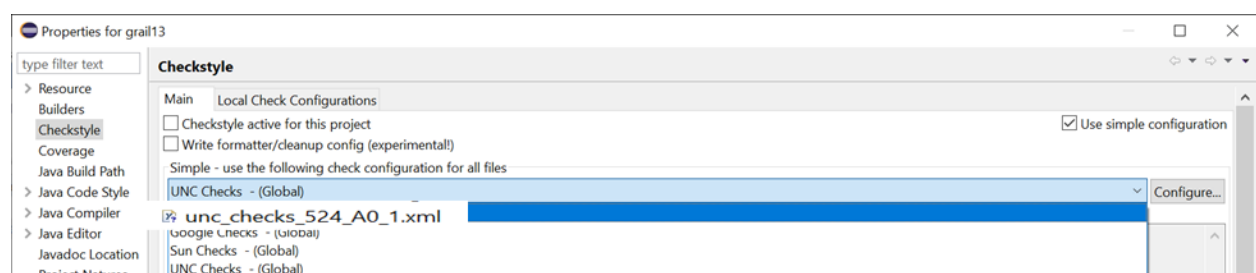 Properties for grail13
type filter text
Checkstyle
Resource
Builders
Checkstyle
Coverage
Java Build Path
Java Code Style
Java Compiler
Java Editor
Javadoc Location
Project Natures
Main
Local Check Configurations
Checkstyle active for this project
Use simple configuration
Write formatter/cleanup config (experimental!)
Simple - use the following check configuration for all files
UNC Checks - (Global)
Configure...
unc_checks_524_A0_1.xml
Google Checks - (Global)
Sun Checks - (Global)
UNC Checks - (Global)